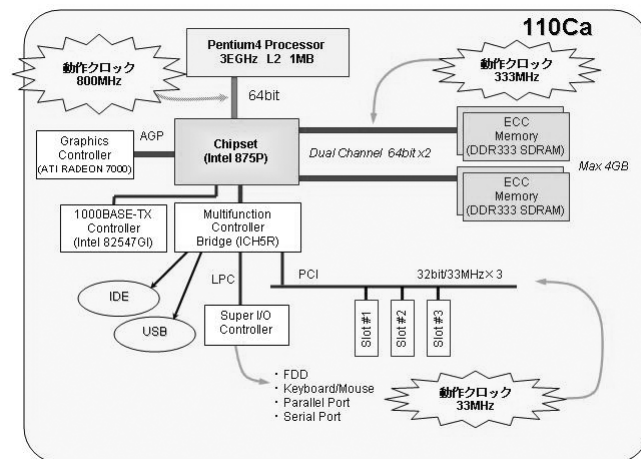 110Ca
動作クロック
800MHz
Pentium4 Processor
3EGHz L2 1MB
動作クロック
333MHz
64bit
Graphics
Controller
(ATI RADEON 7000)
AGP
Chipset
(Intel 875P)
Dual Channel 64bit x2
ECC
Memory
(DDR333 SDRAM)
Max 4GB
ECC
Memory
(DDR333 SDRAM)
1000BASE-TX
Controller
(Intel 82547GI)
Multifunction
Controller
Bridge (ICH5R)
IDE
USB
LPC
PCI
32bit/33MHz×3
Super I/O
Controller
Slot #1
Slot #2
Slot #3
・FDD
・Keyboard/Mouse
・Parallel Port
・Serial Port
動作クロック
33MHz